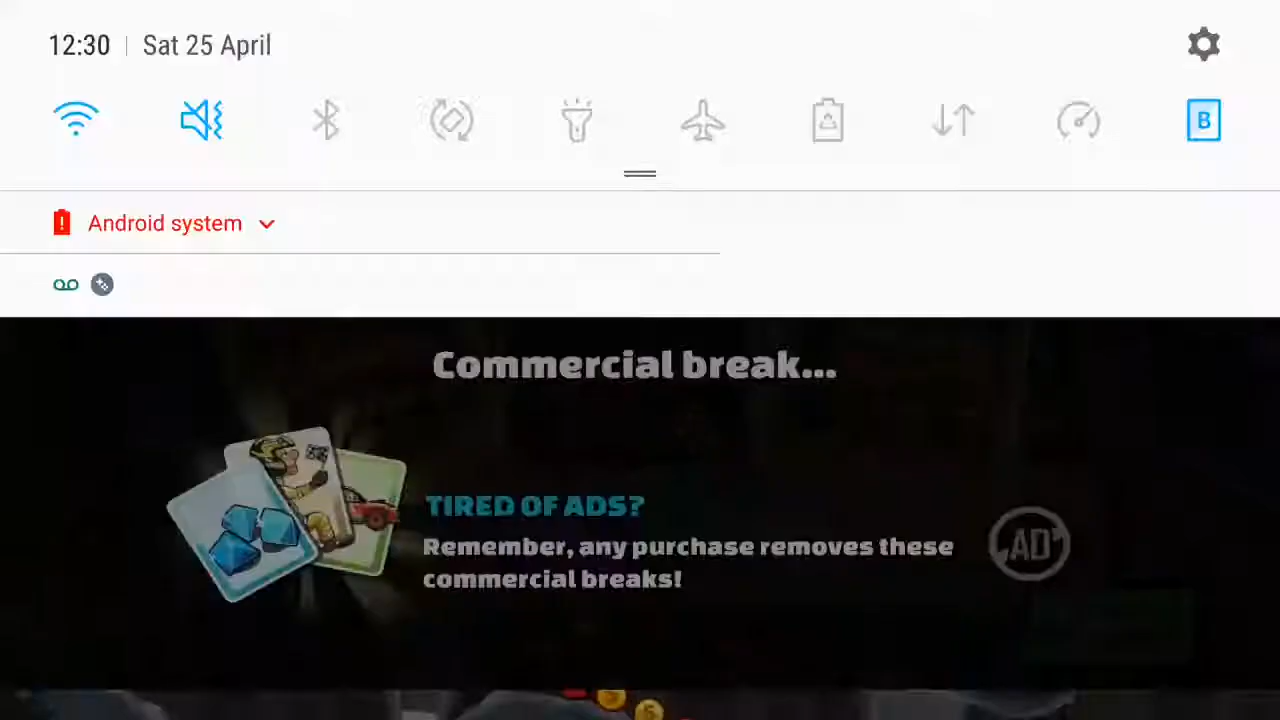 12:30 | Sat 25 April
B
Android system
Commercial break...
TIRED OF ADS?
Remember, any purchase removes these
commercial breaks!
AD